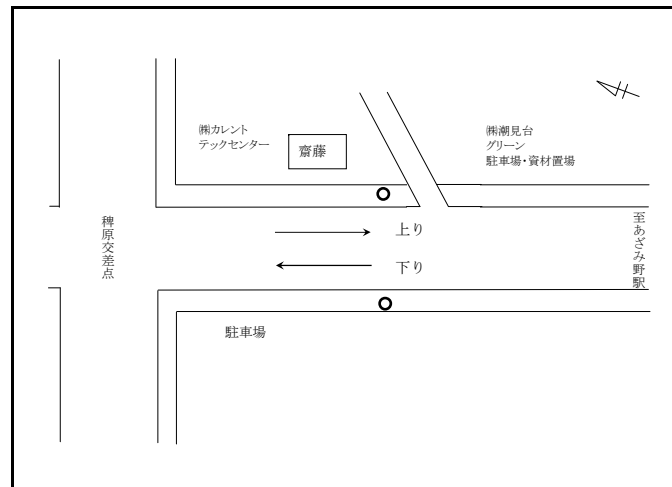 ㈱カレント
テックセンター
齋藤
㈱潮見台
グリーン
駐車場・資材置場
稗原交差点
上り
下り
至あざみ野駅
駐車場